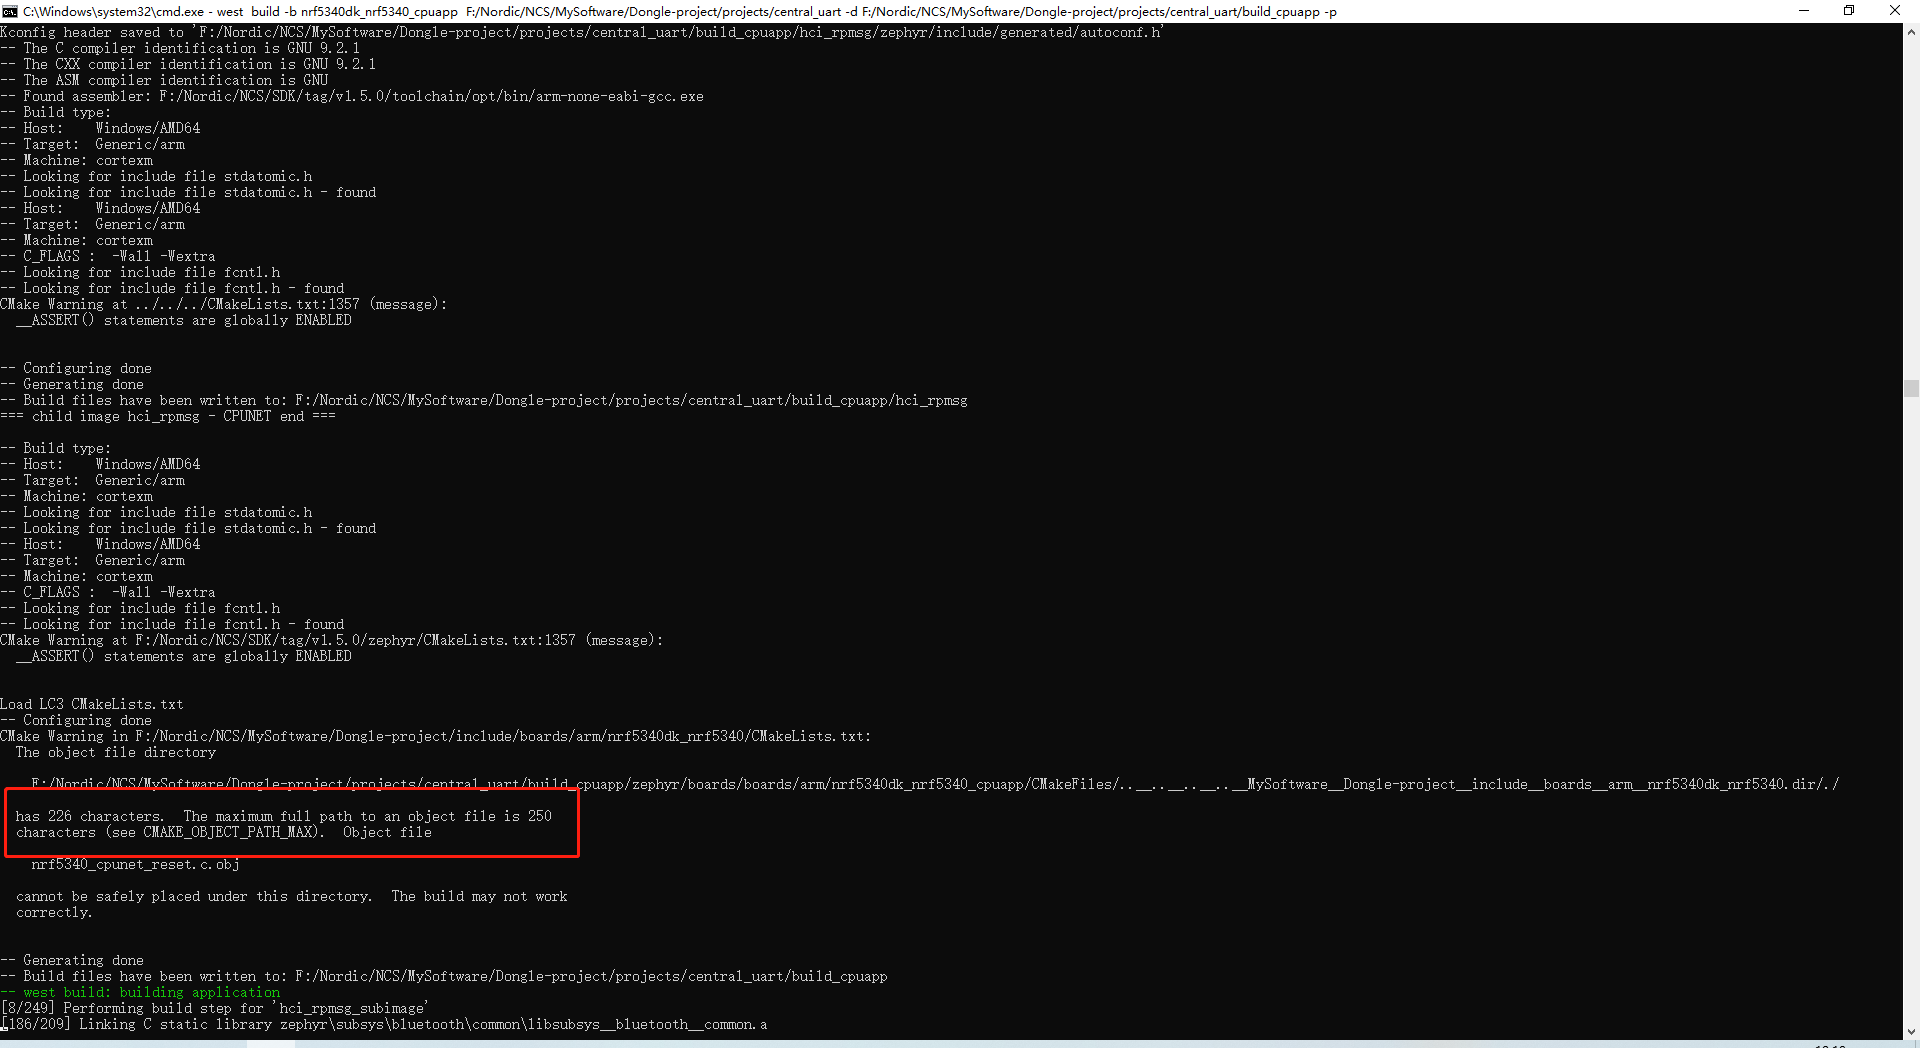 C:\Windows\system32\cmd.exe - west  build -b nrf5340dk_nrf5340_cpuapp  F:/Nordic/NCS/MySoftware/Dongle-project/projects/central_uart -d F:/Nordic/NCS/MySoftware/Dongle-project/projects/central_uart/build_cpuapp -p
Kconfig header saved to 'F:/Nordic/NCS/MySoftware/Dongle-project/projects/central_uart/build_cpuapp/hci_rpmsg/zephyr/include/generated/autoconf.h'
-- The C compiler identification is GNU 9.2.1
-- The CXX compiler identification is GNU 9.2.1
-- The ASM compiler identification is GNU
-- Found assembler: F:/Nordic/NCS/SDK/tag/v1.5.0/toolchain/opt/bin/arm-none-eabi-gcc.exe
-- Build type:
-- Host:    Windows/AMD64
-- Target:  Generic/arm
-- Machine: cortexm
-- Looking for include file stdatomic.h
-- Looking for include file stdatomic.h - found
-- Host:    Windows/AMD64
-- Target:  Generic/arm
-- Machine: cortexm
-- C_FLAGS :  -Wall -Wextra
-- Looking for include file fcntl.h
-- Looking for include file fcntl.h - found
CMake Warning at ../../../CMakeLists.txt:1357 (message):
  __ASSERT() statements are globally ENABLED
-- Configuring done
-- Generating done
-- Build files have been written to: F:/Nordic/NCS/MySoftware/Dongle-project/projects/central_uart/build_cpuapp/hci_rpmsg
=== child image hci_rpmsg - CPUNET end ===
-- Build type:
-- Host:    Windows/AMD64
-- Target:  Generic/arm
-- Machine: cortexm
-- Looking for include file stdatomic.h
-- Looking for include file stdatomic.h - found
-- Host:    Windows/AMD64
-- Target:  Generic/arm
-- Machine: cortexm
-- C_FLAGS :  -Wall -Wextra
-- Looking for include file fcntl.h
-- Looking for include file fcntl.h - found
CMake Warning at F:/Nordic/NCS/SDK/tag/v1.5.0/zephyr/CMakeLists.txt:1357 (message):
  __ASSERT() statements are globally ENABLED
Load LC3 CMakeLists.txt
-- Configuring done
CMake Warning in F:/Nordic/NCS/MySoftware/Dongle-project/include/boards/arm/nrf5340dk_nrf5340/CMakeLists.txt:
  The object file directory
    F:/Nordic/NCS/MySoftware/Dongle-project/projects/central_uart/build_cpuapp/zephyr/boards/boards/arm/nrf5340dk_nrf5340_cpuapp/CMakeFiles/..__..__..__..__MySoftware__Dongle-project__include__boards__arm__nrf5340dk_nrf5340.dir/./
  has 226 characters.  The maximum full path to an object file is 250
  characters (see CMAKE_OBJECT_PATH_MAX).  Object file
    nrf5340_cpunet_reset.c.obj
  cannot be safely placed under this directory.  The build may not work
  correctly.
-- Generating done
-- Build files have been written to: F:/Nordic/NCS/MySoftware/Dongle-project/projects/central_uart/build_cpuapp
-- west build: building application
[8/249] Performing build step for 'hci_rpmsg_subimage'
[186/209] Linking C static library zephyr\subsys\bluetooth\common\libsubsys__bluetooth__common.a